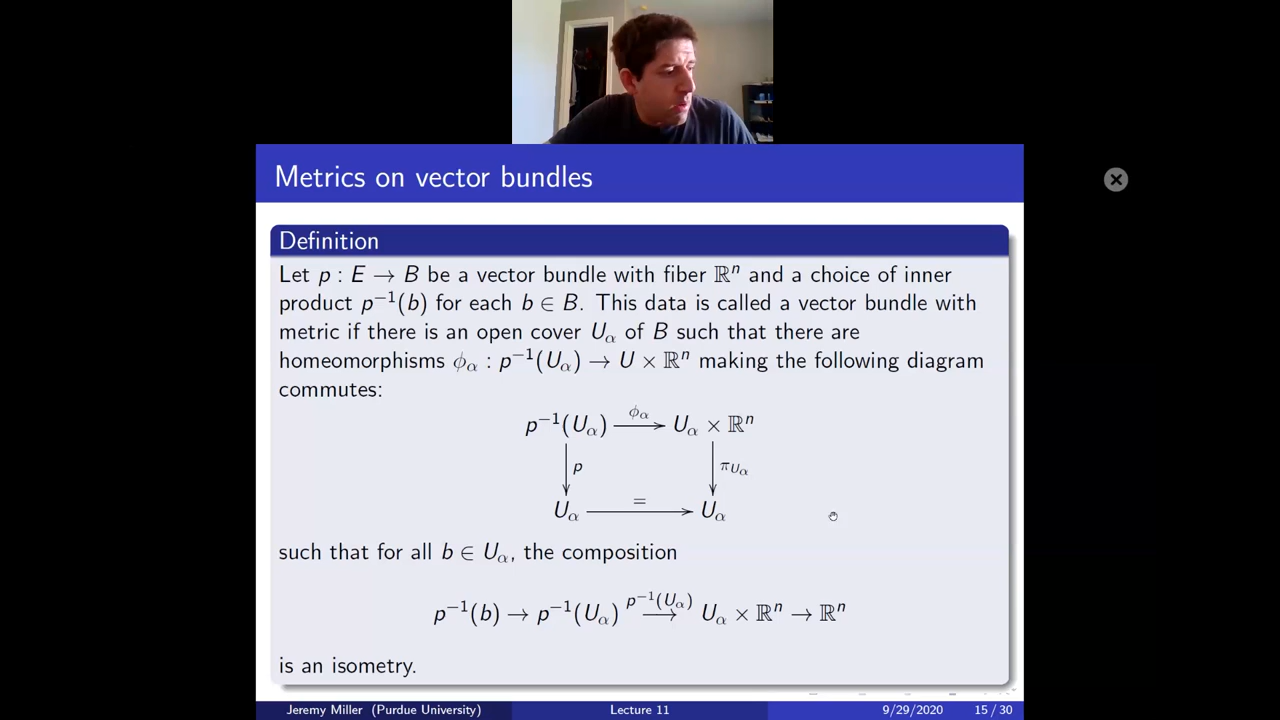 Metrics on vector bundles
Definition
Let p : E → B be a vector bundle with fiber ℝⁿ and a choice of inner
product p⁻¹(b) for each b ∈ B. This data is called a vector bundle with
metric if there is an open cover U_α of B such that there are
homeomorphisms ϕ_α : p⁻¹(U_α) → U × ℝⁿ making the following diagram
commutes:
ϕ_α
p⁻¹(U_α) → U_α × ℝⁿ
p π_{U_α}
=
U_α → U_α
such that for all b ∈ U_α, the composition
p⁻¹(U_α)
p⁻¹(b) → p⁻¹(U_α) → U_α × ℝⁿ → ℝⁿ
is an isometry.
Jeremy Miller (Purdue University) Lecture 11 9/29/2020 15 / 30